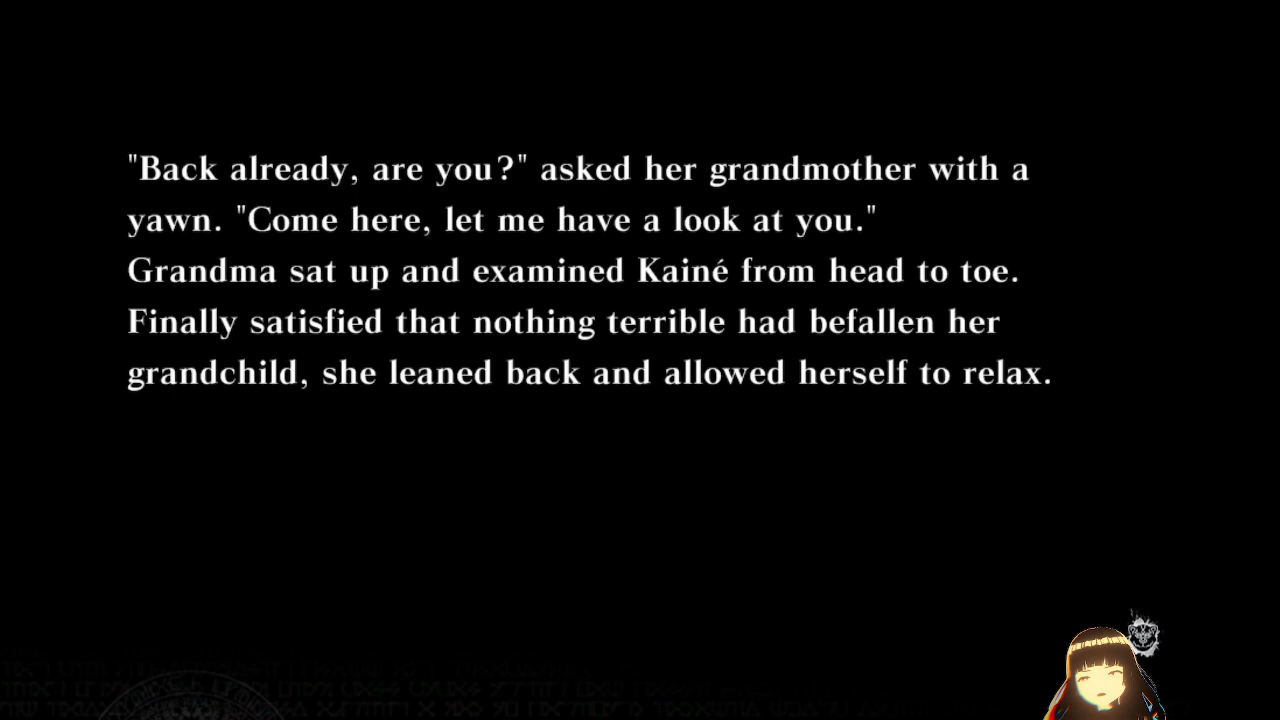 "Back already, are you?" asked her grandmother with a
yawn. "Come here, let me have a look at you."
Grandma sat up and examined Kainé from head to toe.
Finally satisfied that nothing terrible had befallen her
grandchild, she leaned back and allowed herself to relax.